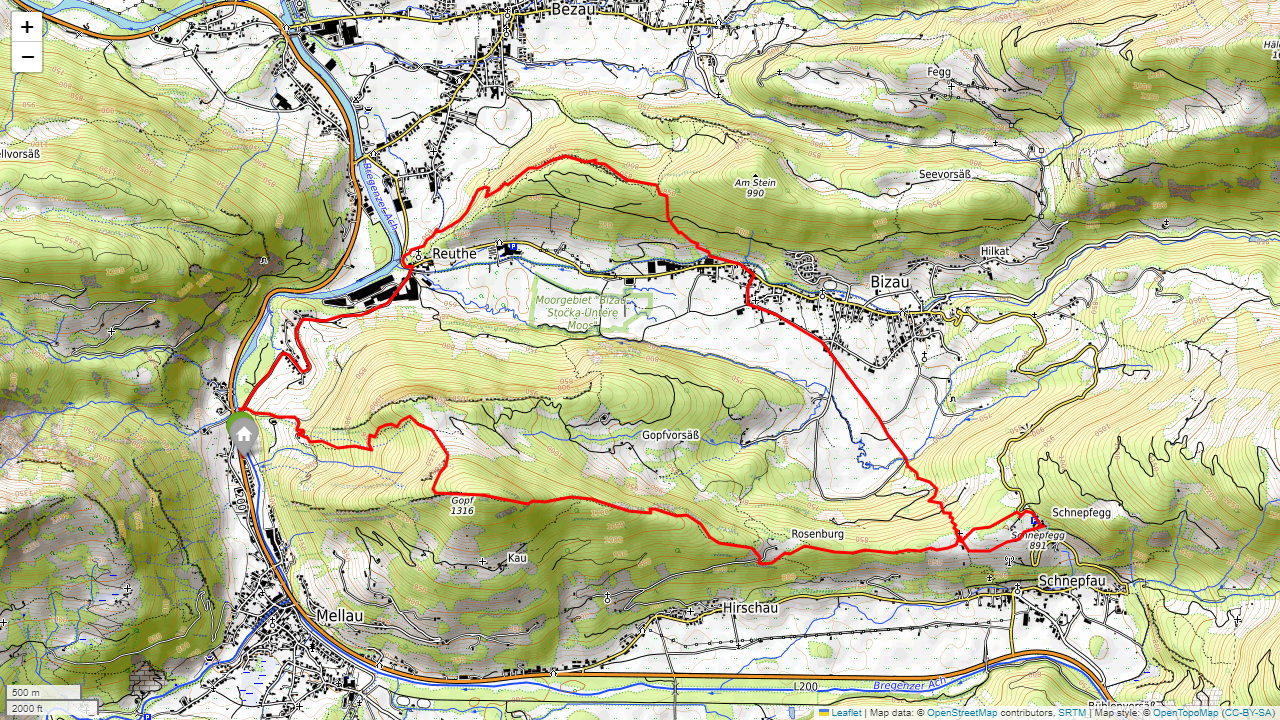 +
−
Bezau
Fegg
ellvorsäß
Seevorsäß
Am Stein
990
Bregenzer Ach
Reuthe
P
Hilkat
Bizau
Moorgebiet "Bizau-
Stocka-Untere
Moos"
Gopfvorsäß
Gopf
1316
L200
Schnepfegg
Rosenburg
Schnepfegg
891
Kau
Schnepfau
Hirschau
Mellau
L200
Bregenzer Ach
500 m
2000 ft
Leaflet | Map data: © OpenStreetMap contributors, SRTM | Map style: © OpenTopoMap (CC-BY-SA)